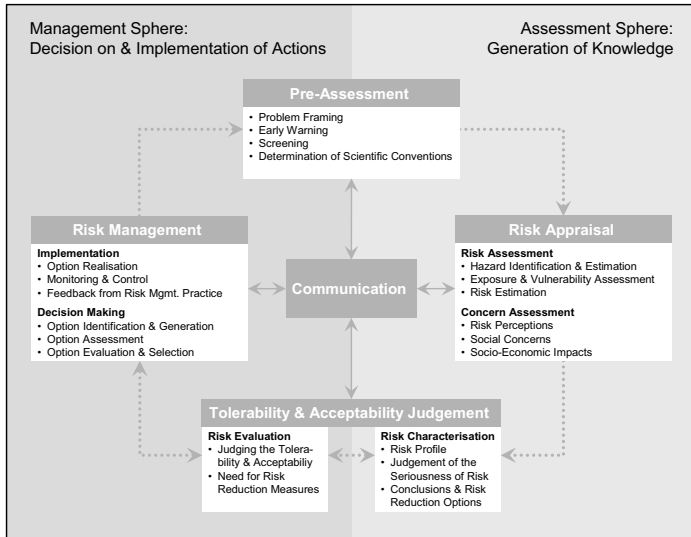 Management Sphere:
Decision on & Implementation of Actions
Assessment Sphere:
Generation of Knowledge
Pre-Assessment
• Problem Framing
• Early Warning
• Screening
• Determination of Scientific Conventions
Risk Management
Implementation
• Option Realisation
• Monitoring & Control
• Feedback from Risk Mgmt. Practice
Decision Making
• Option Identification & Generation
• Option Assessment
• Option Evaluation & Selection
Communication
Risk Appraisal
Risk Assessment
• Hazard Identification & Estimation
• Exposure & Vulnerability Assessment
• Risk Estimation
Concern Assessment
• Risk Perceptions
• Social Concerns
• Socio-Economic Impacts
Tolerability & Acceptability Judgement
Risk Evaluation
• Judging the Tolera-
bility & Acceptabiliy
• Need for Risk
Reduction Measures
Risk Characterisation
• Risk Profile
• Judgement of the
Seriousness of Risk
• Conclusions & Risk
Reduction Options